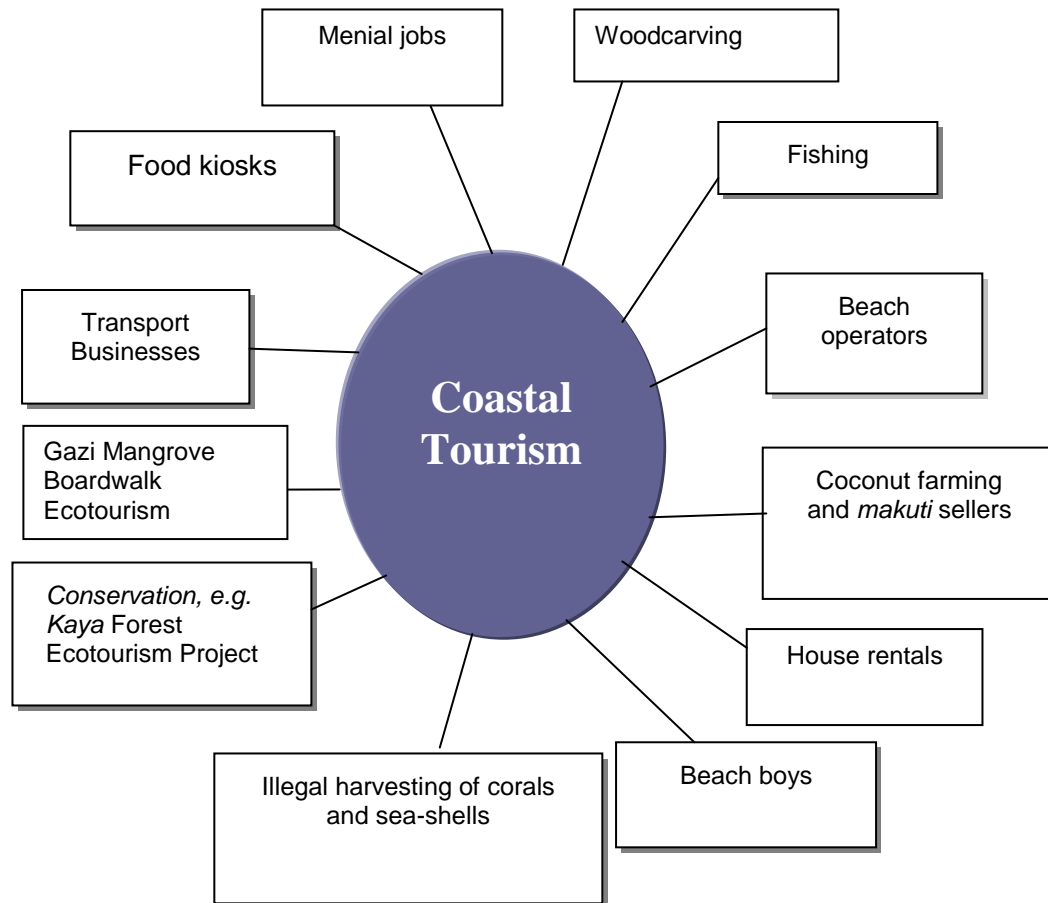 Menial jobs
Woodcarving
Food kiosks
Fishing
Transport
Businesses
Beach
operators
Coastal
Tourism
Gazi Mangrove
Boardwalk
Ecotourism
Coconut farming
and makuti sellers
Conservation, e.g.
Kaya Forest
Ecotourism Project
House rentals
Illegal harvesting of corals
and sea-shells
Beach boys